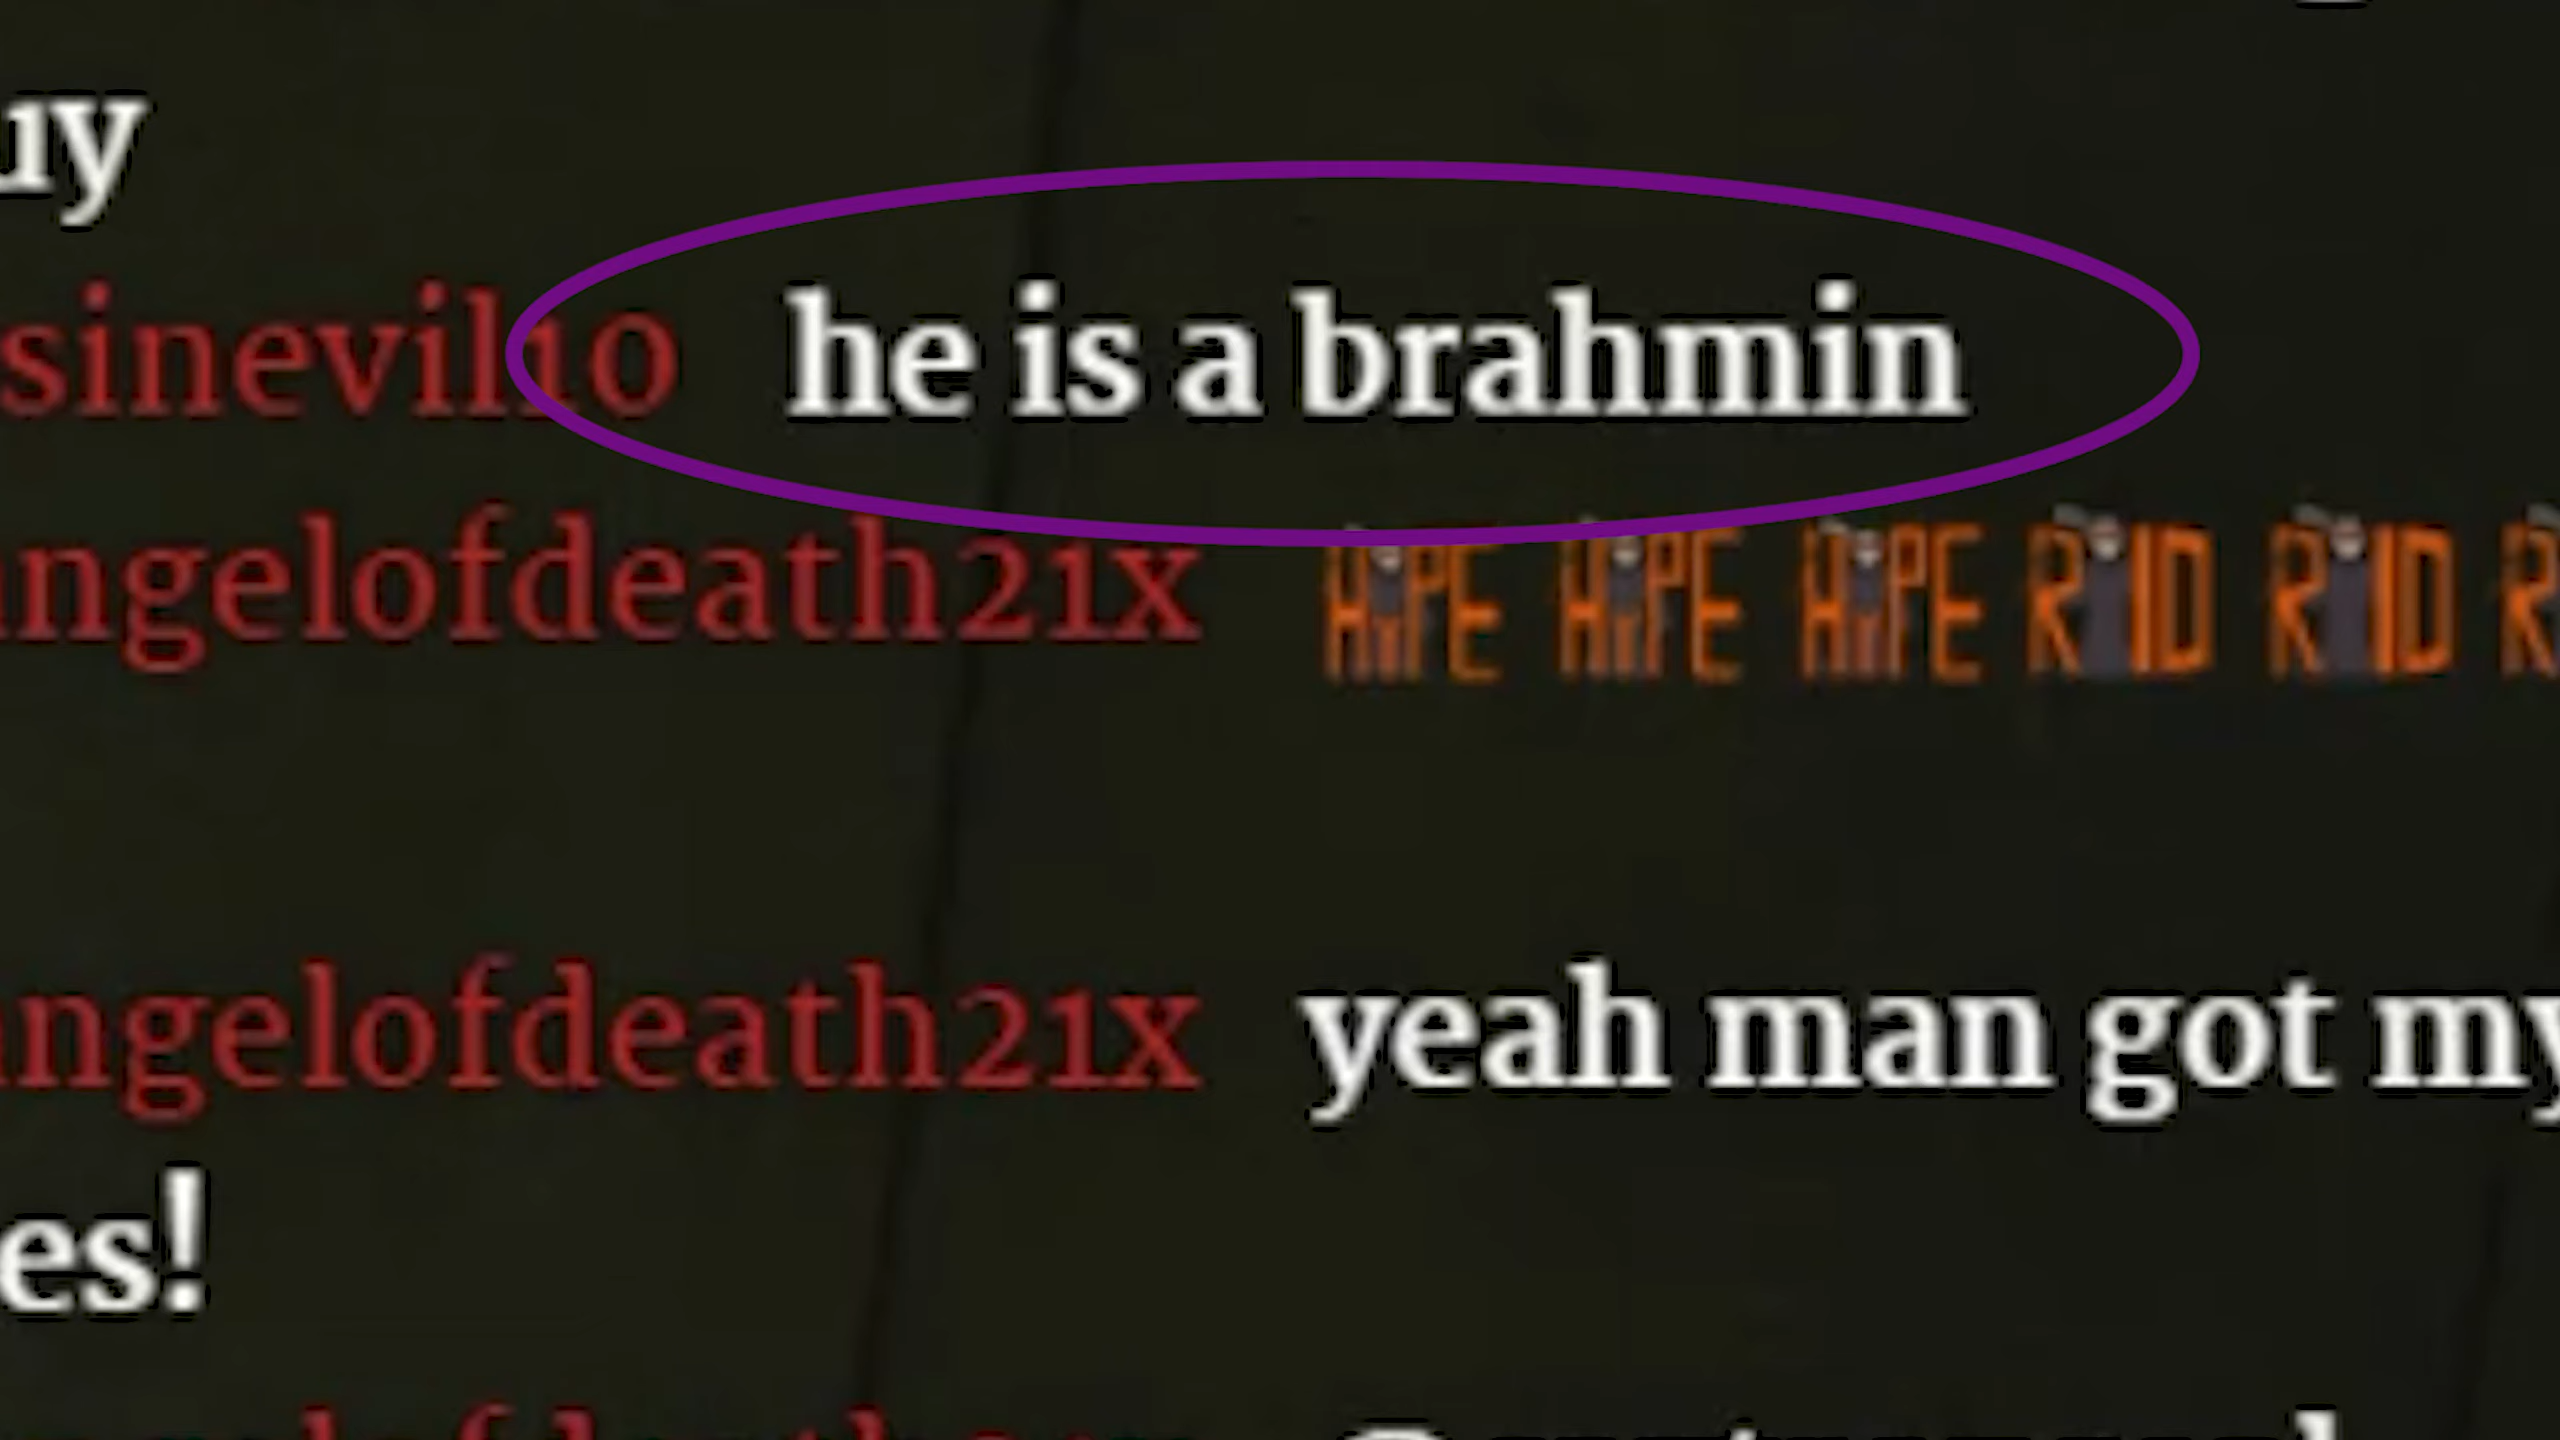 uy
sinevil10 he is a brahmin
ngelofdeath21x HYPE HYPE HYPE RAID RAID R
ngelofdeath21x yeah man got my
es!